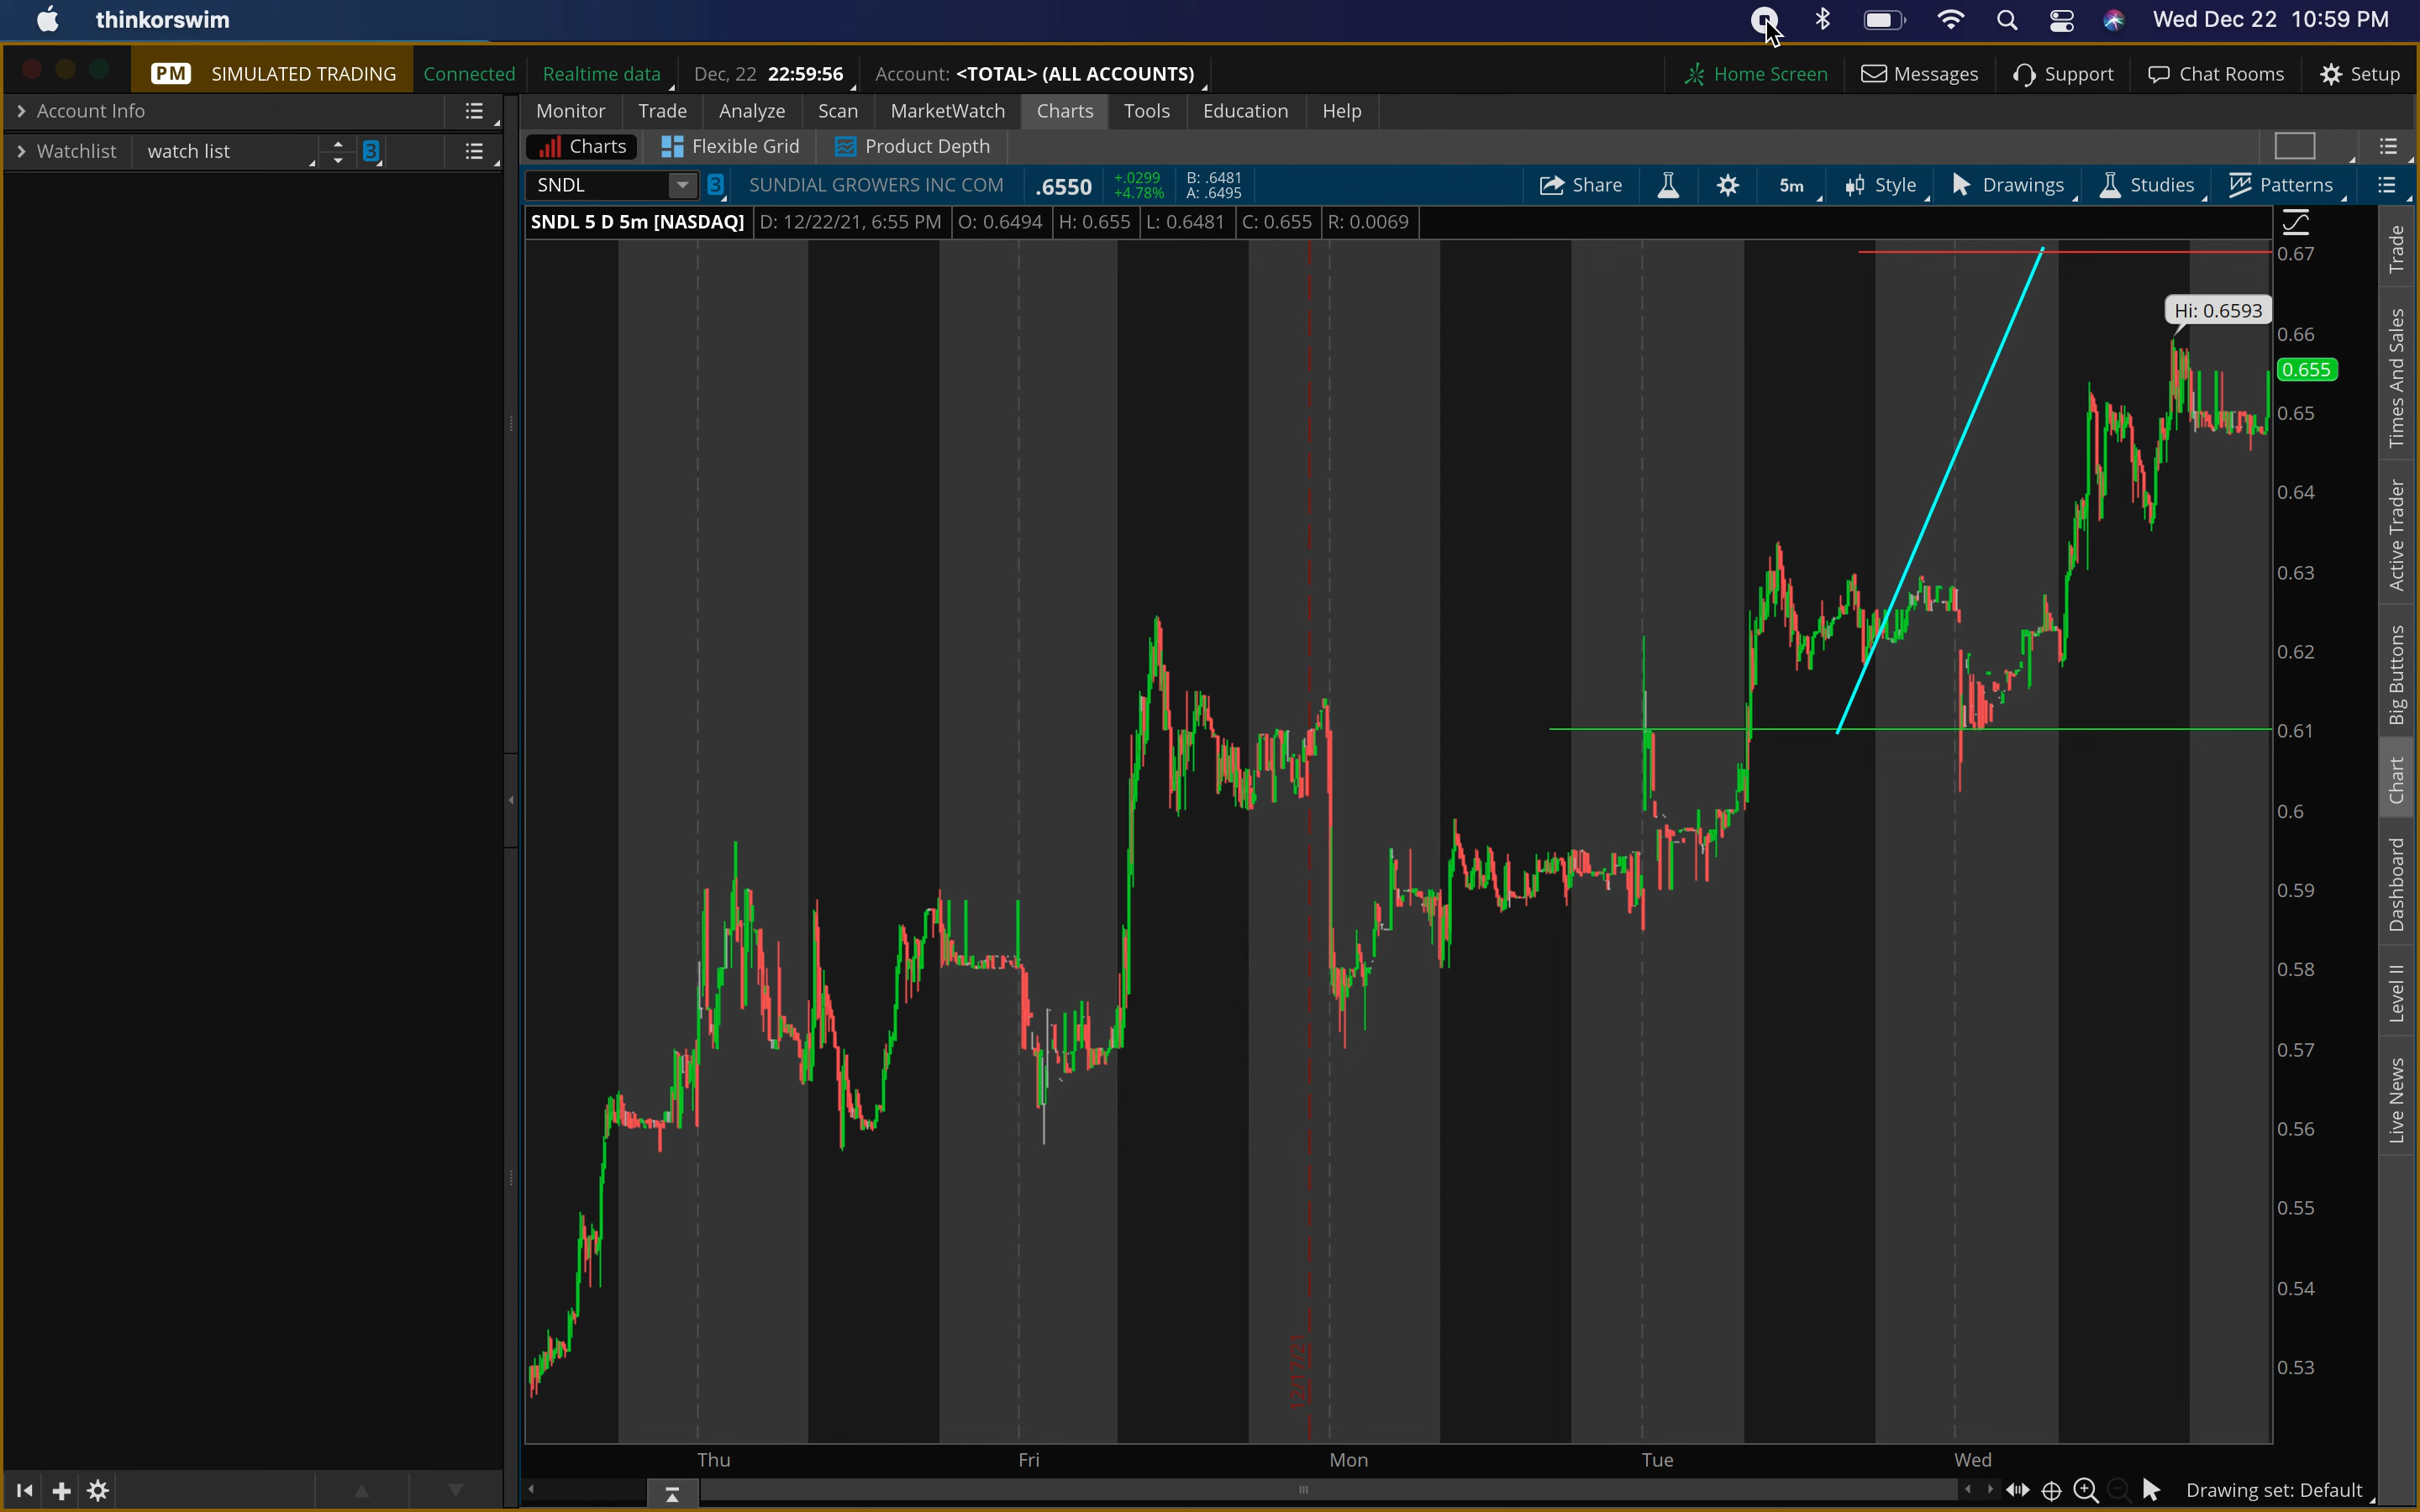 thinkorswim
Wed Dec 22 10:59 PM
PM SIMULATED TRADING Connected Realtime data Dec, 22 22:59:56 Account: <TOTAL> (ALL ACCOUNTS)
Home Screen Messages Support Chat Rooms Setup
Account Info
Monitor Trade Analyze Scan MarketWatch Charts Tools Education Help
Watchlist watch list 3
Charts Flexible Grid Product Depth
SNDL 3 SUNDIAL GROWERS INC COM .6550
+.0299
+4.78%
B: .6481
A: .6495
Share 5m Style Drawings Studies Patterns
SNDL 5 D 5m [NASDAQ] D: 12/22/21, 6:55 PM O: 0.6494 H: 0.655 L: 0.6481 C: 0.655 R: 0.0069
Hi: 0.6593
0.67
0.66
0.655
0.65
0.64
0.63
0.62
0.61
0.6
0.59
0.58
0.57
0.56
0.55
0.54
0.53
12/17/21
Thu Fri Mon Tue Wed
Trade
Times And Sales
Active Trader
Big Buttons
Chart
Dashboard
Level II
Live News
Drawing set: Default